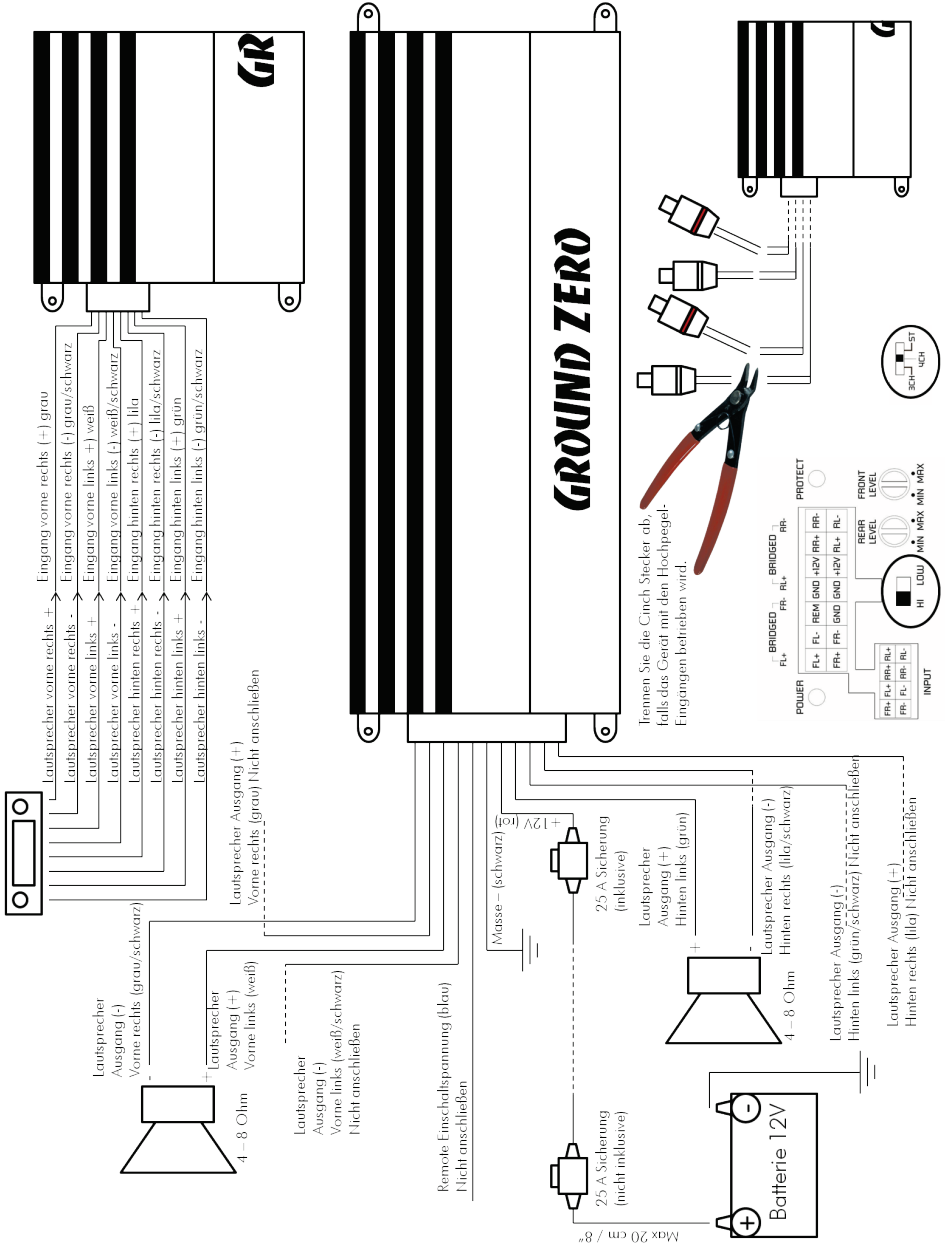 GR
Eingang vorne rechts (+) grau
Eingang vorne rechts (-) grau/schwarz
Eingang vorne links +) weiß
Eingang vorne links (-) weiß/schwarz
Eingang hinten rechts (+) lila
Eingang hinten rechts (-) lila/schwarz
Eingang hinten links (+) grün
Eingang hinten links (-) grün/schwarz
Lautsprecher vorne rechts +
Lautsprecher vorne rechts -
Lautsprecher vorne links +
Lautsprecher vorne links -
Lautsprecher hinten rechts +
Lautsprecher hinten rechts -
Lautsprecher hinten links +
Lautsprecher hinten links -
Lautsprecher Ausgang (+)
Vorne rechts (grau) Nicht anschließen
Lautsprecher
Ausgang (-)
Vorne rechts (grau/schwarz)
-
+
Lautsprecher
Ausgang (+)
Vorne links (weiß)
4 – 8 Ohm
Lautsprecher
Ausgang (-)
Vorne links (weiß/schwarz)
Nicht anschließen
Remote Einschaltspannung (blau)
Nicht anschließen
Masse – (schwarz)
+12V (rot)
25 A Sicherung
(inklusive)
25 A Sicherung
(nicht inklusive)
Max 20 cm / 8"
Batterie 12V
+
-
Lautsprecher
Ausgang (+)
Hinten links (grün)
+
-
Lautsprecher Ausgang (-)
Hinten rechts (lila/schwarz)
4 – 8 Ohm
Lautsprecher Ausgang (-)
Hinten links (grün/schwarz) Nicht anschließen
Lautsprecher Ausgang (+)
Hinten rechts (lila) Nicht anschließen
GROUND ZERO
Trennen Sie die Cinch Stecker ab,
falls das Gerät mit den Hochpegel-
Eingängen betrieben wird.
POWER
BRIDGED
BRIDGED
PROTECT
FL+ FR- RL+ RR-
FL+ FL- REM GND +12V RR+ RR-
FR+ FR- GND GND +12V RL+ RL-
FR+ FL+ RR+ RL+
FR- FL- RR- RL-
INPUT
HI LOW
REAR
LEVEL
MIN MAX
FRONT
LEVEL
MIN MAX
3CH
4CH
ST